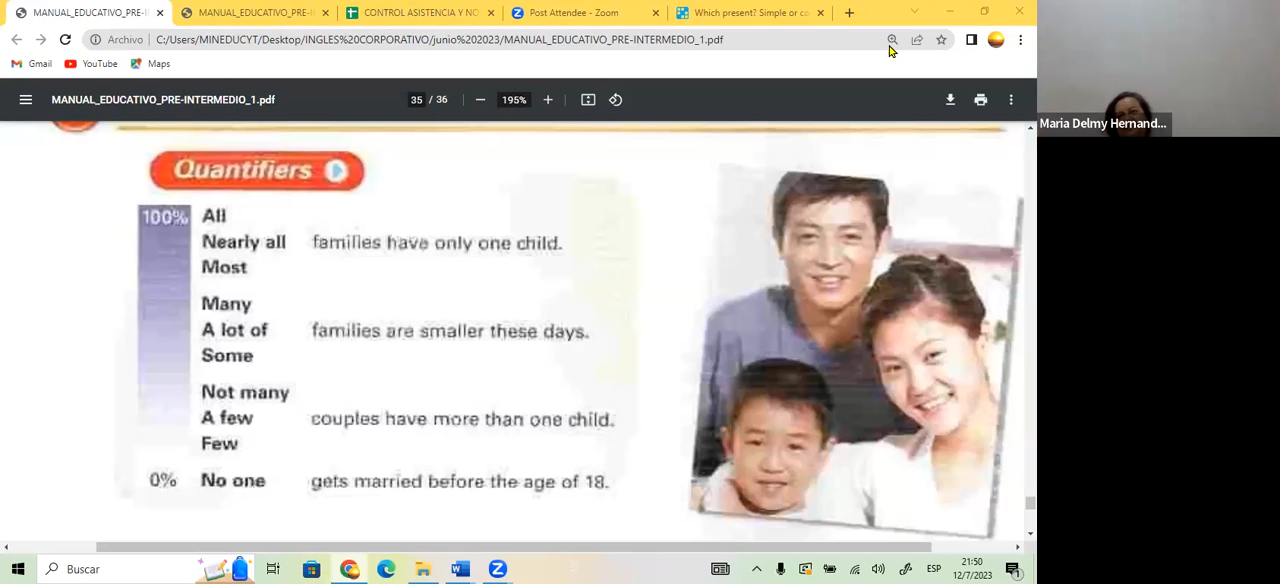 MANUAL_EDUCATIVO_PRE-I
MANUAL_EDUCATIVO_PRE-I
CONTROL ASISTENCIA Y NO
Post Attendee - Zoom
Which present? Simple or co
Archivo
C:/Users/MINEDUCYT/Desktop/INGLES%20CORPORATIVO/junio%202023/MANUAL_EDUCATIVO_PRE-INTERMEDIO_1.pdf
Gmail
YouTube
Maps
MANUAL_EDUCATIVO_PRE-INTERMEDIO_1.pdf
35 / 36
195%
Maria Delmy Hernand...
Quantifiers
100% All
Nearly all families have only one child.
Most
Many
A lot of families are smaller these days.
Some
Not many
A few couples have more than one child.
Few
0% No one gets married before the age of 18.
Buscar
ESP
21:50
12/7/2023